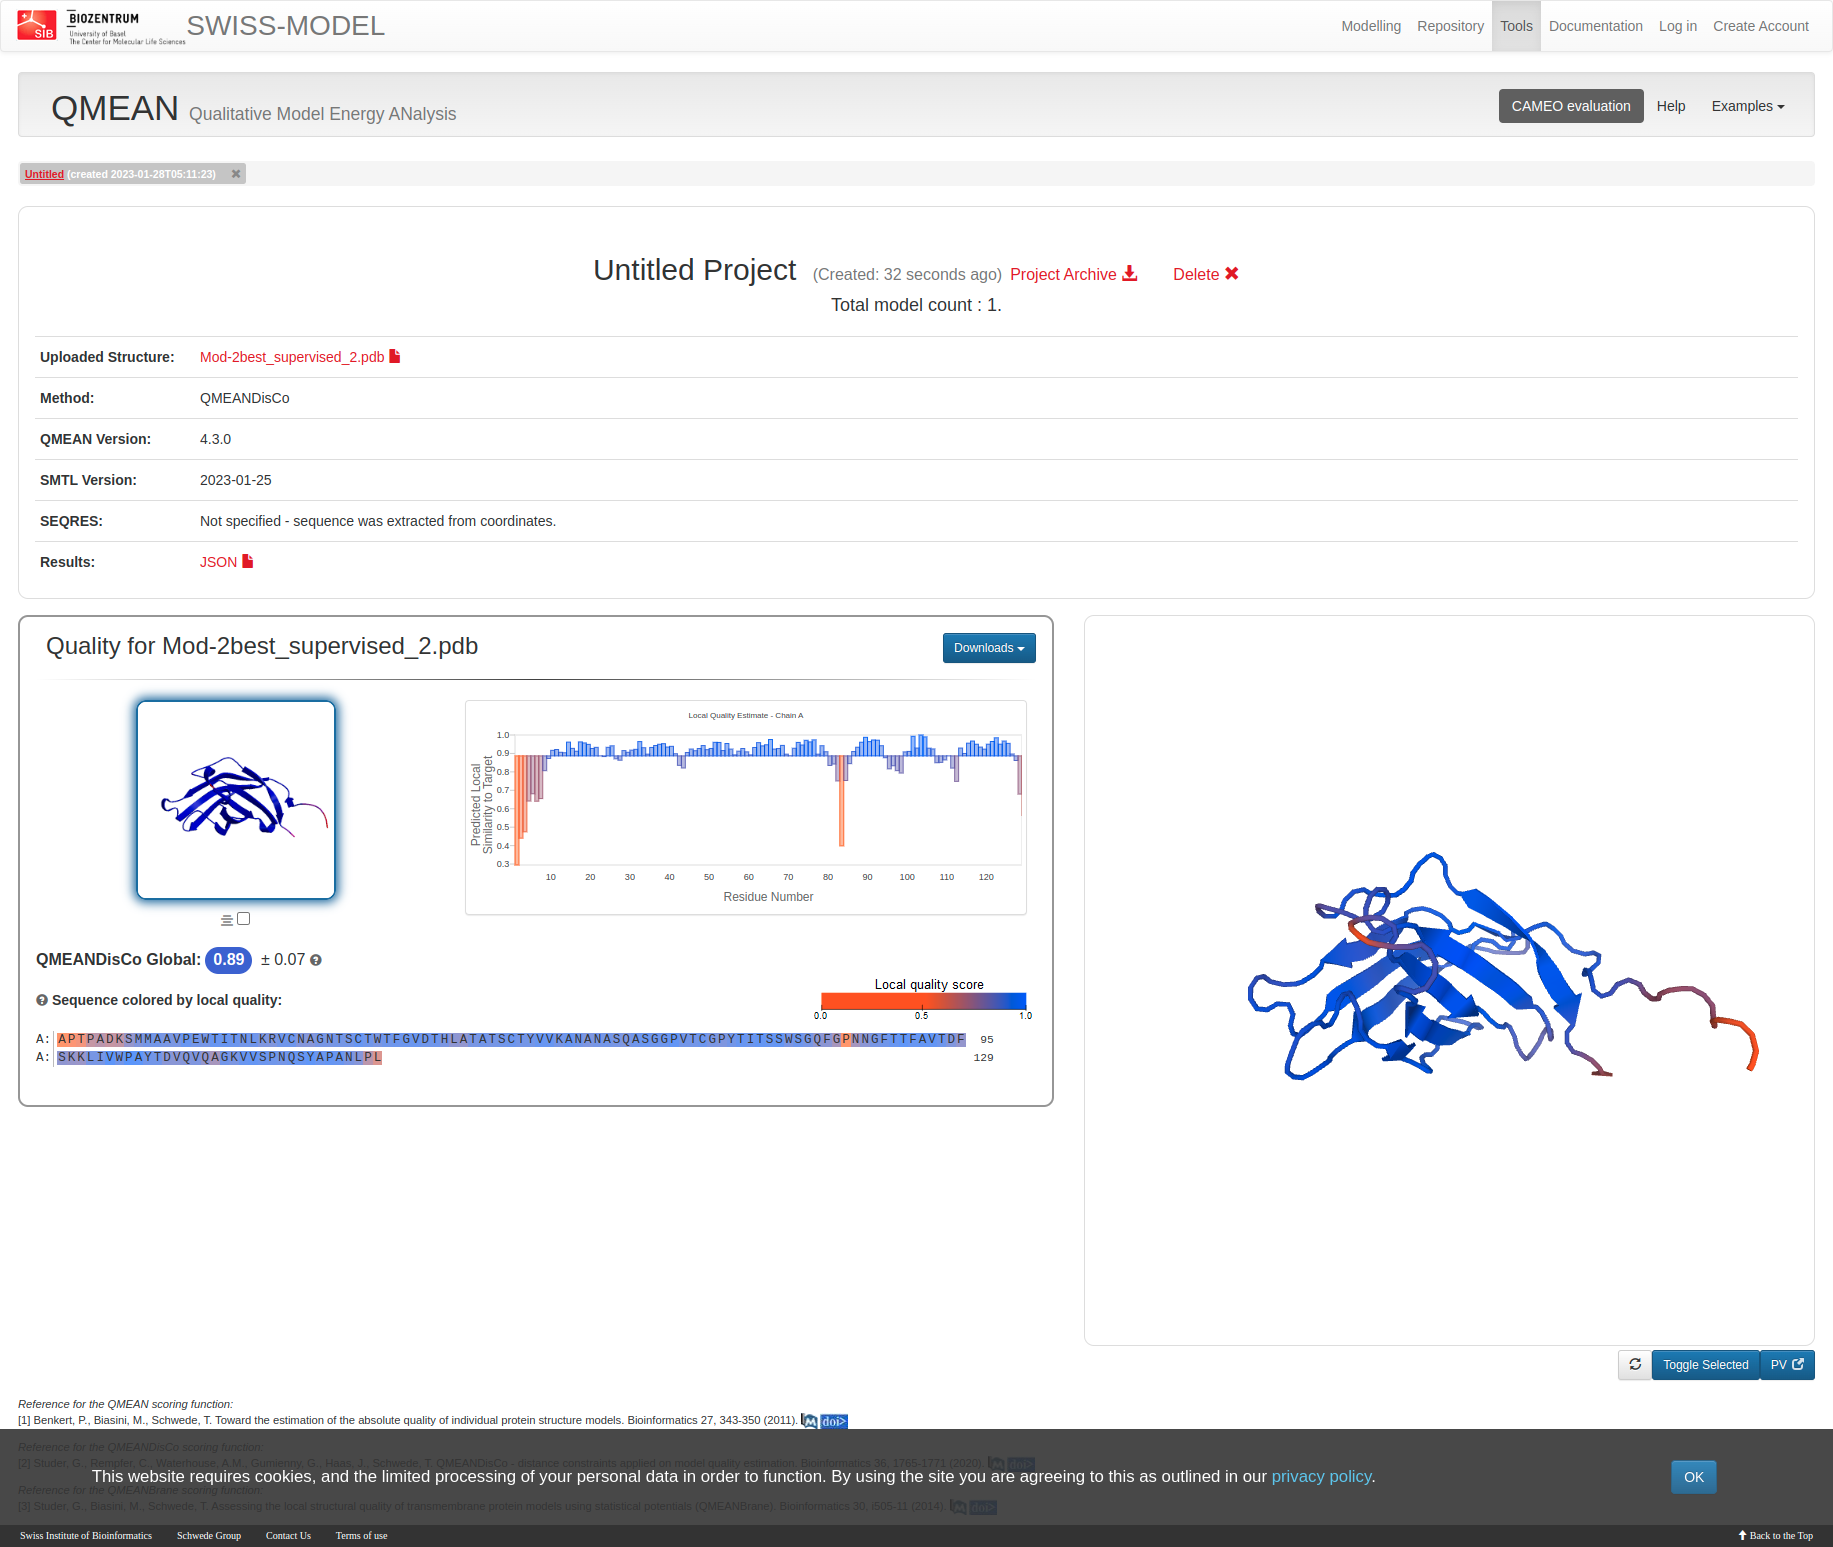 SIB
BIOZENTRUM
University of Basel
The Center for Molecular Life Sciences
SWISS-MODEL
Modelling Repository Tools Documentation Log in Create Account
QMEAN Qualitative Model Energy ANalysis
CAMEO evaluation Help Examples
Untitled (created 2023-01-28T05:11:23)
Untitled Project (Created: 32 seconds ago) Project Archive Delete
Total model count : 1.
Uploaded Structure: Mod-2best_supervised_2.pdb
Method: QMEANDisCo
QMEAN Version: 4.3.0
SMTL Version: 2023-01-25
SEQRES: Not specified - sequence was extracted from coordinates.
Results: JSON
Quality for Mod-2best_supervised_2.pdb
Downloads
Local Quality Estimate - Chain A
1.0
0.9
0.8
0.7
0.6
0.5
0.4
0.3
Predicted Local
Similarity to Target
10 20 30 40 50 60 70 80 90 100 110 120
Residue Number
QMEANDisCo Global: 0.89 ± 0.07
Sequence colored by local quality:
Local quality score
0.0 0.5 1.0
A: APTPADKSMMAAVPEWTITNLKRVCNAGNTSCTWTFGVDTHLATATSCTYVVKANANASQASGGPVTCGPYTITSSWSGQFGPNNGFTTFAVTDF 95
A: SKKLIVWPAYTDVQVQAGKVVSPNQSYAPANLPL 129
Toggle Selected PV
Reference for the QMEAN scoring function:
[1] Benkert, P., Biasini, M., Schwede, T. Toward the estimation of the absolute quality of individual protein structure models. Bioinformatics 27, 343-350 (2011). M doi>
Reference for the QMEANDisCo scoring function:
[2] Studer, G., Rempfer, C., Waterhouse, A.M., Gumienny, G., Haas, J., Schwede, T. QMEANDisCo - distance constraints applied on model quality estimation. Bioinformatics 36, 1765-1771 (2020). M doi>
This website requires cookies, and the limited processing of your personal data in order to function. By using the site you are agreeing to this as outlined in our privacy policy.
OK
Reference for the QMEANBrane scoring function:
[3] Studer, G., Biasini, M., Schwede, T. Assessing the local structural quality of transmembrane protein models using statistical potentials (QMEANBrane). Bioinformatics 30, i505-11 (2014). M doi>
Swiss Institute of Bioinformatics Schwede Group Contact Us Terms of use
Back to the Top